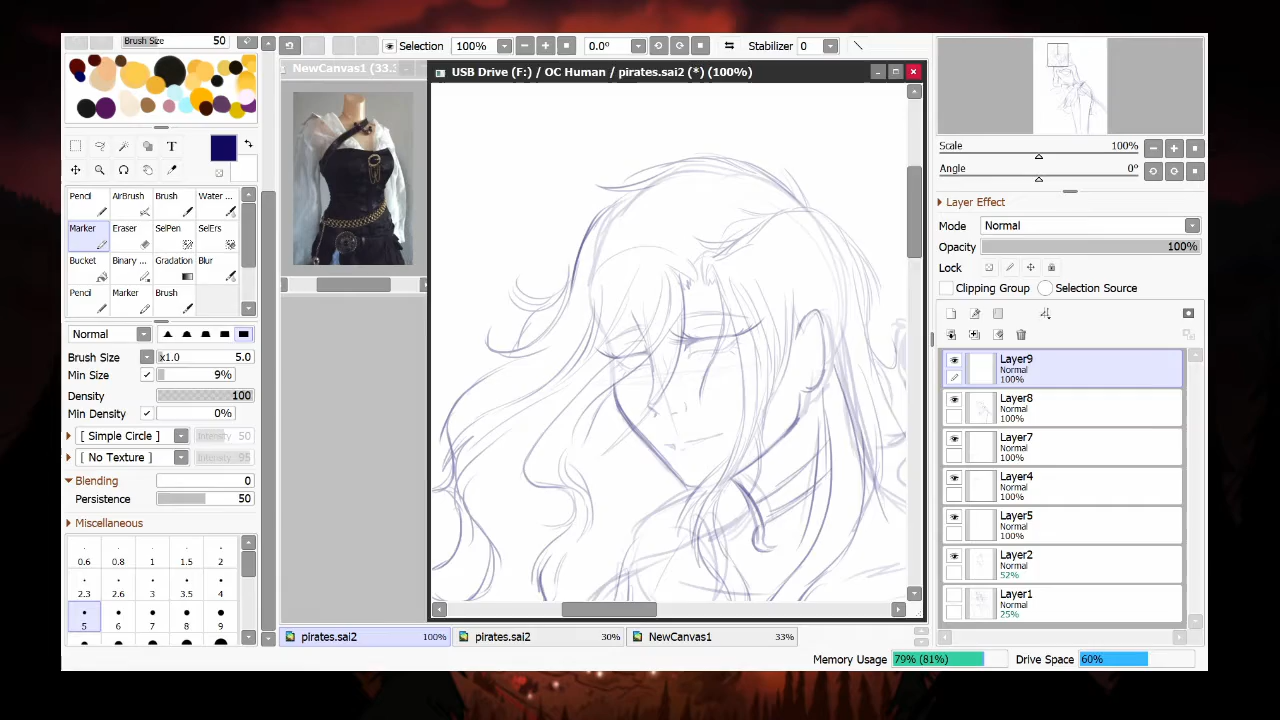 Brush Size 50
Selection 100% 0.0º Stabilizer 0
NewCanvas1 (33.
USB Drive (F:) / OC Human / pirates.sai2 (*) (100%)
T
Pencil AirBrush Brush Water ...
Marker Eraser SelPen SelErs
Bucket Binary ... Gradation Blur
Pencil Marker Brush
Normal
Brush Size x1.0 5.0
Min Size 9%
Density 100
Min Density 0%
[ Simple Circle ] Intensity 50
[ No Texture ] Intensity 95
Blending 0
Persistence 50
Miscellaneous
0.6 0.8 1 1.5 2
2.3 2.6 3 3.5 4
5 6 7 8 9
pirates.sai2 100% pirates.sai2 30% NewCanvas1 33%
Scale 100%
Angle 0º
Layer Effect
Mode Normal
Opacity 100%
Lock
Clipping Group Selection Source
Layer9
Normal
100%
Layer8
Normal
100%
Layer7
Normal
100%
Layer4
Normal
100%
Layer5
Normal
100%
Layer2
Normal
52%
Layer1
Normal
25%
Memory Usage 79% (81%) Drive Space 60%